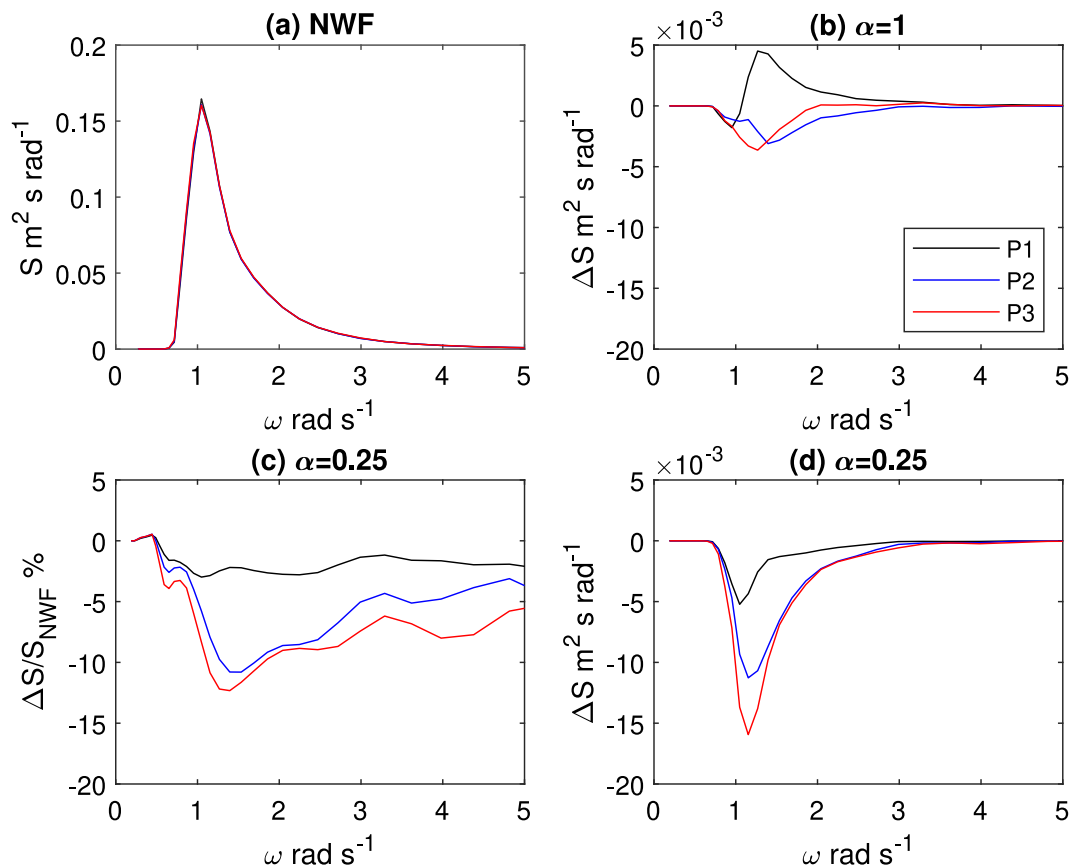 (a) NWF
0.2
0.15
0.1
0.05
0
S m² s rad⁻¹
0 1 2 3 4 5
ω rad s⁻¹
(b) α=1
×10⁻³
5
0
-5
-10
-15
-20
ΔS m² s rad⁻¹
P1
P2
P3
0 1 2 3 4 5
ω rad s⁻¹
(c) α=0.25
5
0
-5
-10
-15
-20
ΔS/S_NWF %
0 1 2 3 4 5
ω rad s⁻¹
(d) α=0.25
×10⁻³
5
0
-5
-10
-15
-20
ΔS m² s rad⁻¹
0 1 2 3 4 5
ω rad s⁻¹